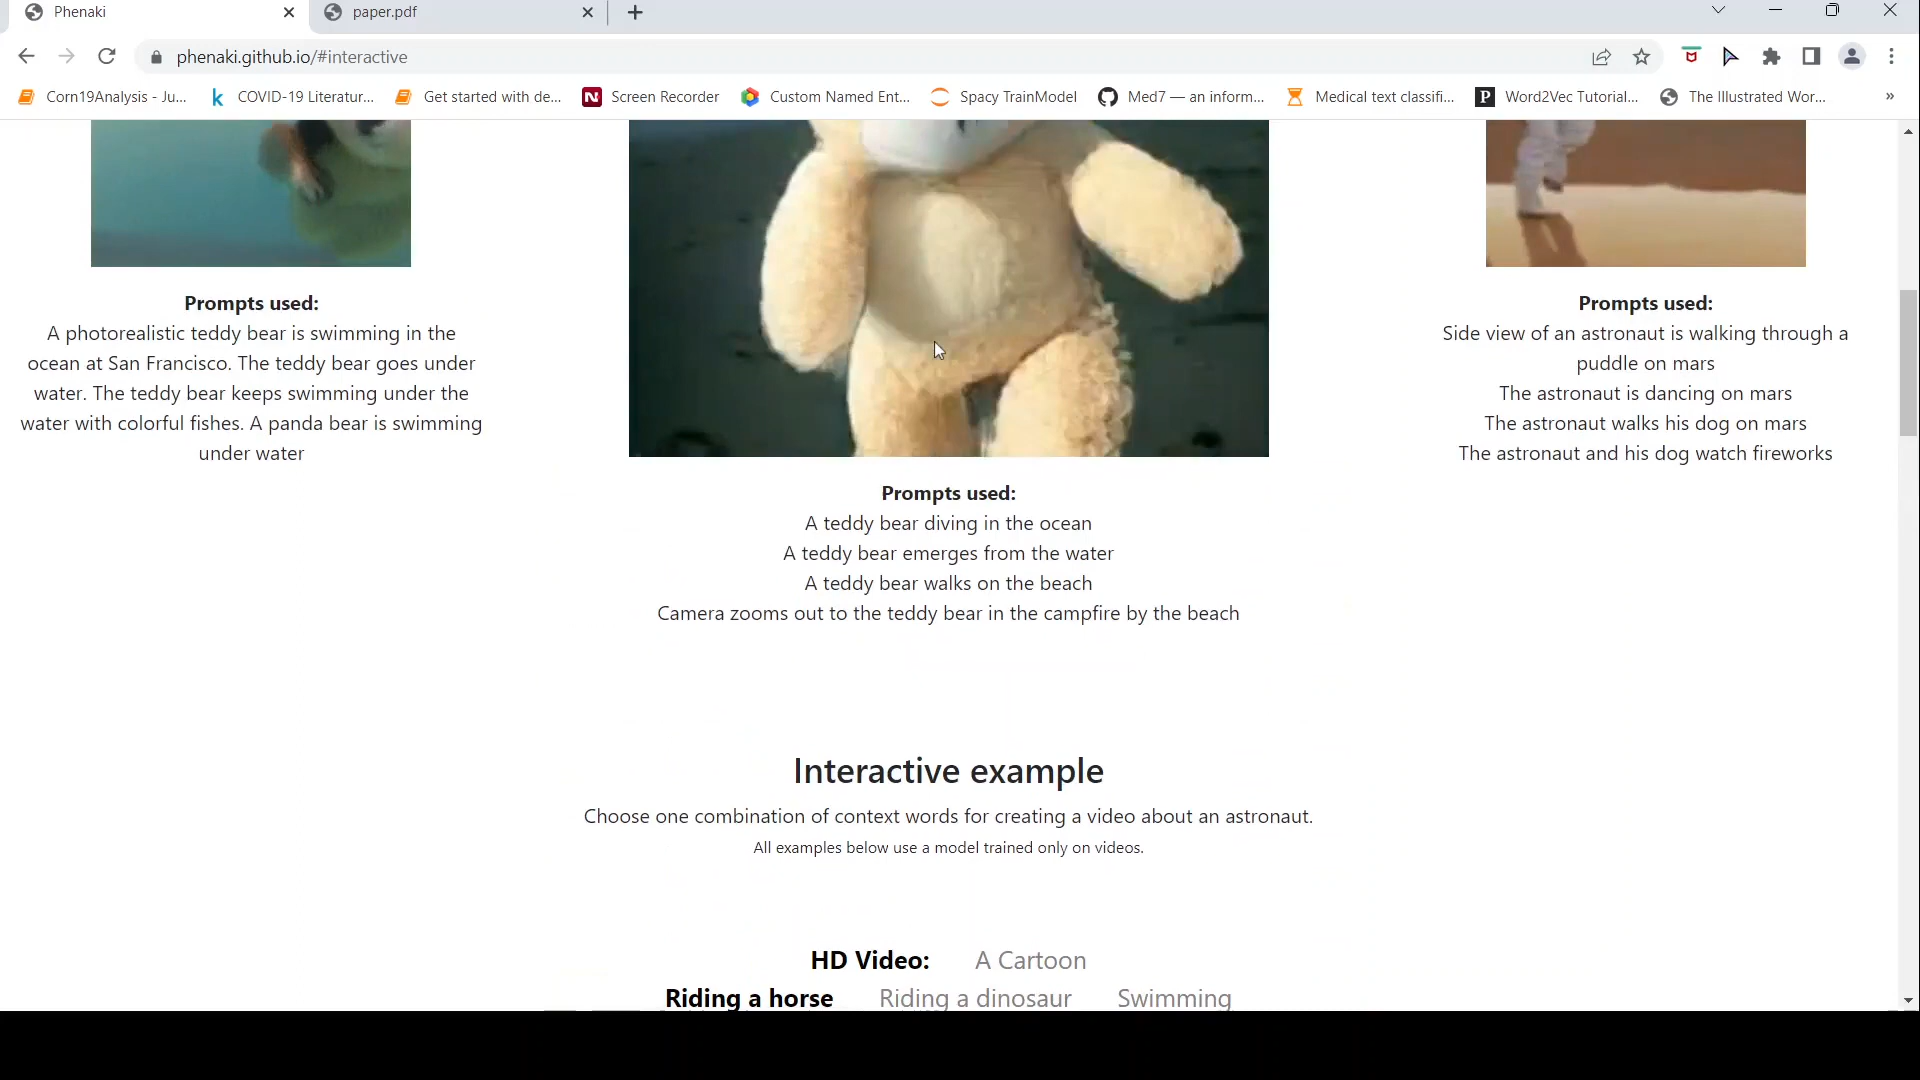 Phenaki
paper.pdf
phenaki.github.io/#interactive
Corn19Analysis - Ju...
COVID-19 Literatur...
Get started with de...
Screen Recorder
Custom Named Ent...
Spacy TrainModel
Med7 — an inform...
Medical text classifi...
Word2Vec Tutorial...
The Illustrated Wor...
»
Prompts used:
A photorealistic teddy bear is swimming in the
ocean at San Francisco. The teddy bear goes under
water. The teddy bear keeps swimming under the
water with colorful fishes. A panda bear is swimming
under water
Prompts used:
A teddy bear diving in the ocean
A teddy bear emerges from the water
A teddy bear walks on the beach
Camera zooms out to the teddy bear in the campfire by the beach
Prompts used:
Side view of an astronaut is walking through a
puddle on mars
The astronaut is dancing on mars
The astronaut walks his dog on mars
The astronaut and his dog watch fireworks
Interactive example
Choose one combination of context words for creating a video about an astronaut.
All examples below use a model trained only on videos.
HD Video: A Cartoon
Riding a horse Riding a dinosaur Swimming